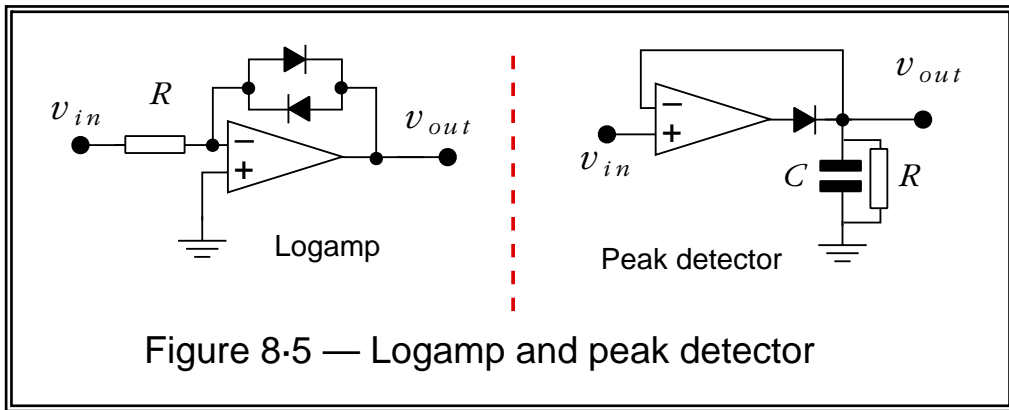 v in
R
v out
−
+
Logamp
v out
−
+
v in
C
R
Peak detector
Figure 8·5 — Logamp and peak detector